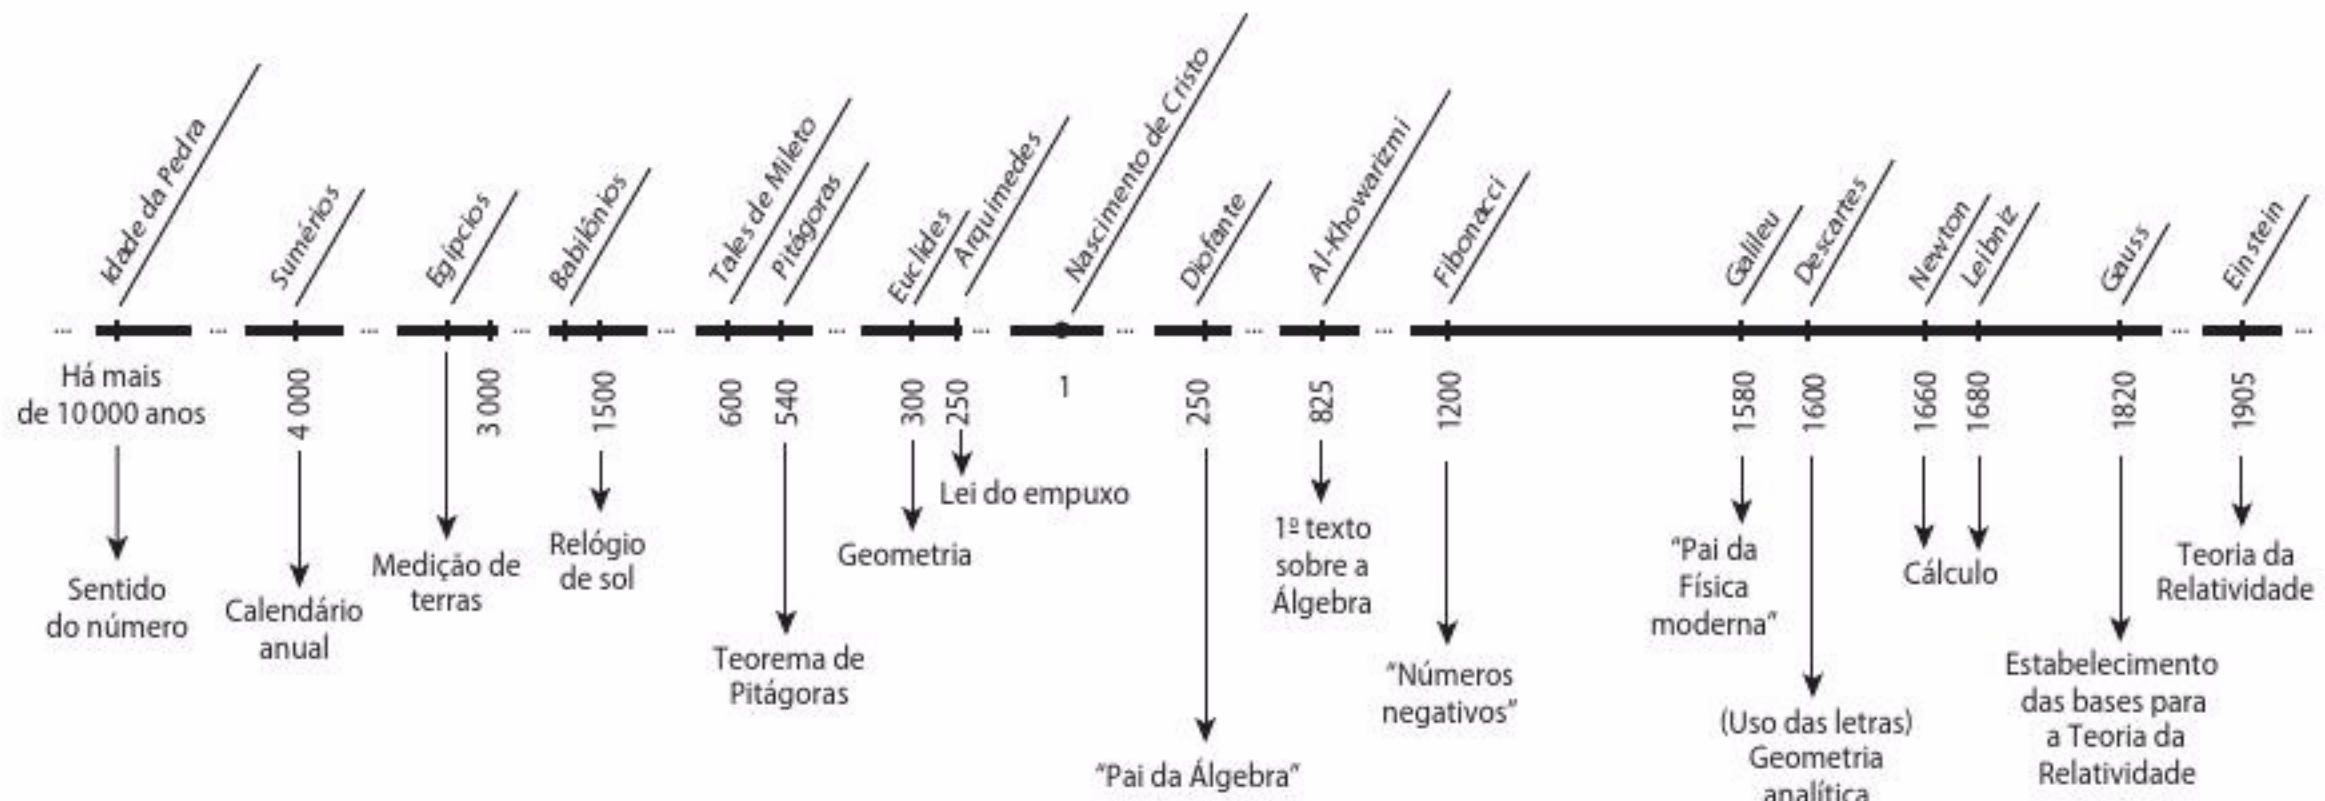 Idade da Pedra
Sumérios
Egípcios
Babilônios
Tales de Mileto
Pitágoras
Euclides
Arquimedes
Nascimento de Cristo
Diofante
Al-Khowarizmi
Fibonacci
Galileu
Descartes
Newton
Leibniz
Gauss
Einstein
... ... ... ... ... ... ... ... ... ... ... ...
Há mais
de 10 000 anos
4 000
3 000
1500
600
540
300
250
1
250
825
1200
1580
1600
1660
1680
1820
1905
Sentido
do número
Calendário
anual
Medição de
terras
Relógio
de sol
Teorema de
Pitágoras
Geometria
Lei do empuxo
"Pai da Álgebra"
1º texto
sobre a
Álgebra
"Números
negativos"
"Pai da
Física
moderna"
(Uso das letras)
Geometria
analítica
Cálculo
Estabelecimento
das bases para
a Teoria da
Relatividade
Teoria da
Relatividade